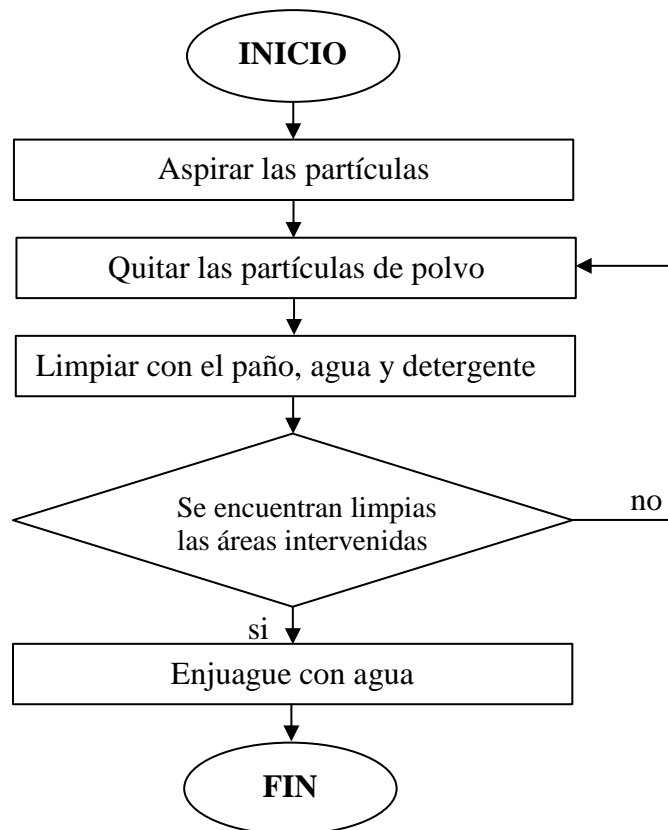 INICIO
Aspirar las partículas
Quitar las partículas de polvo
Limpiar con el paño, agua y detergente
Se encuentran limpias
las áreas intervenidas
no
si
Enjuague con agua
FIN